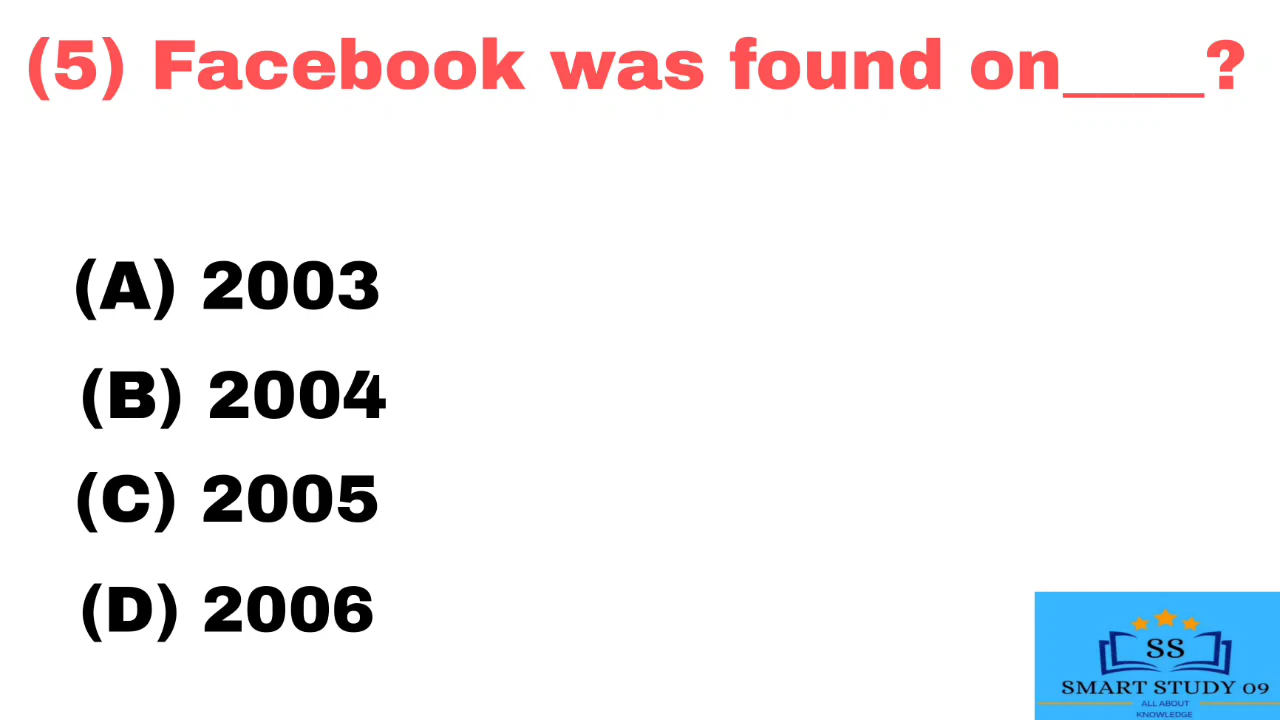 (5) Facebook was found on____?
(A) 2003
(B) 2004
(C) 2005
(D) 2006
SS
SMART STUDY 09
ALL ABOUT
KNOWLEDGE